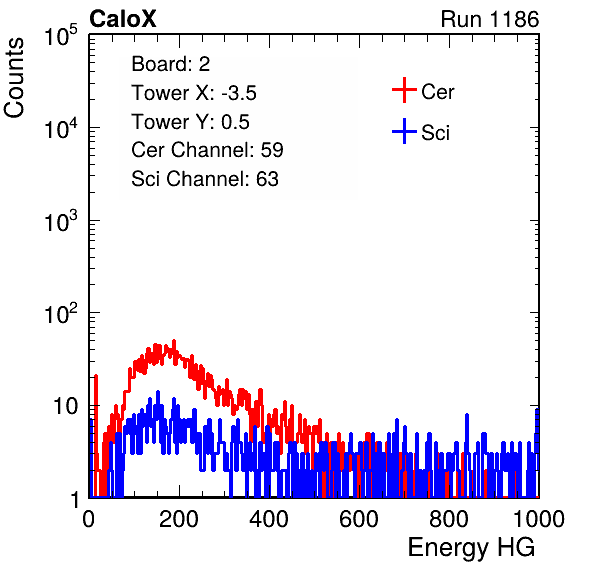 CaloX Run 1186
Counts
10^5
10^4
10^3
10^2
10
1
Board: 2
Tower X: -3.5
Tower Y: 0.5
Cer Channel: 59
Sci Channel: 63
Cer
Sci
0 200 400 600 800 1000
Energy HG